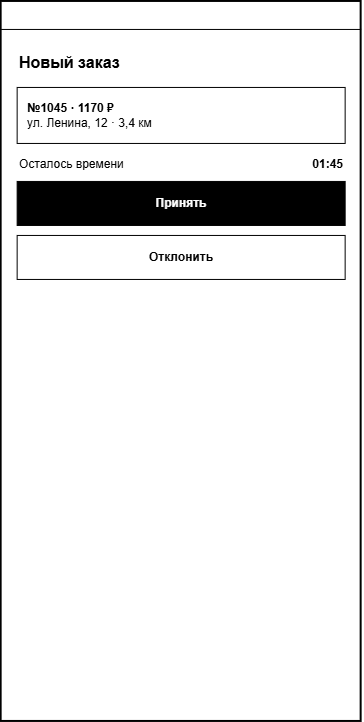 Новый заказ
№1045 · 1170 ₽
ул. Ленина, 12 · 3,4 км
Осталось времени 01:45
Принять
Отклонить